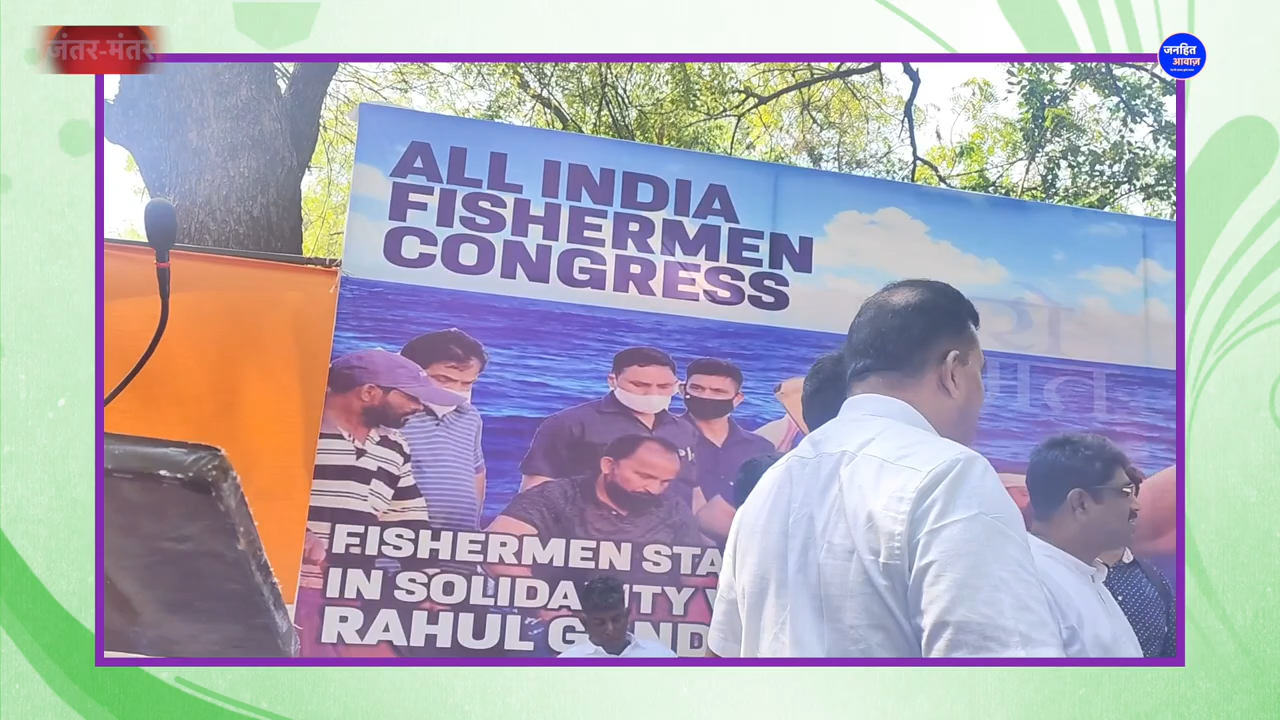 जंतर-मंतर
जनहित
आवाज़
ALL INDIA
FISHERMEN
CONGRESS
FISHERMEN STA
IN SOLIDA ITY
RAHUL G ND